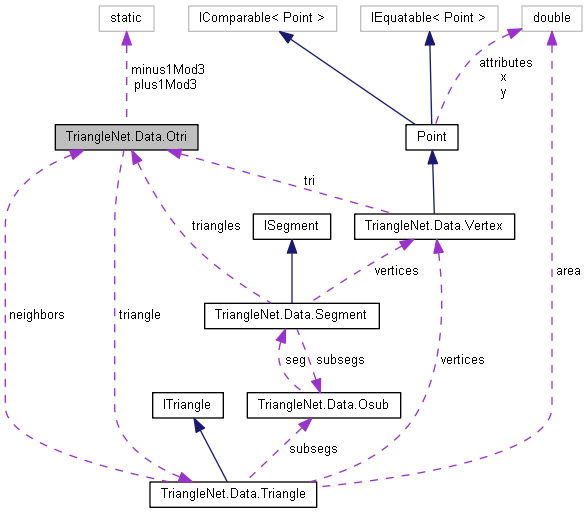 static
IComparable< Point >
IEquatable< Point >
double
minus1Mod3
plus1Mod3
attributes
x
y
TriangleNet.Data.Otri
Point
tri
triangles
ISegment
TriangleNet.Data.Vertex
vertices
area
neighbors
triangle
TriangleNet.Data.Segment
seg
subsegs
vertices
ITriangle
TriangleNet.Data.Osub
subsegs
TriangleNet.Data.Triangle